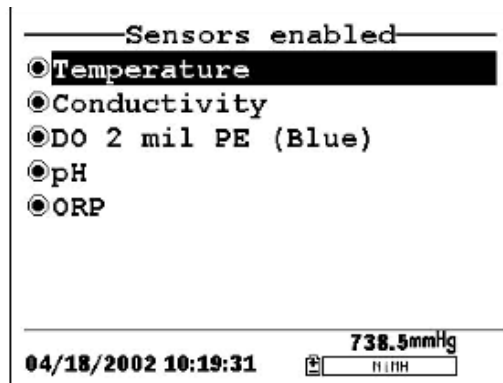 Sensors enabled
Temperature
Conductivity
DO 2 mil PE (Blue)
pH
ORP
738.5mmHg
04/18/2002 10:19:31
NiMH